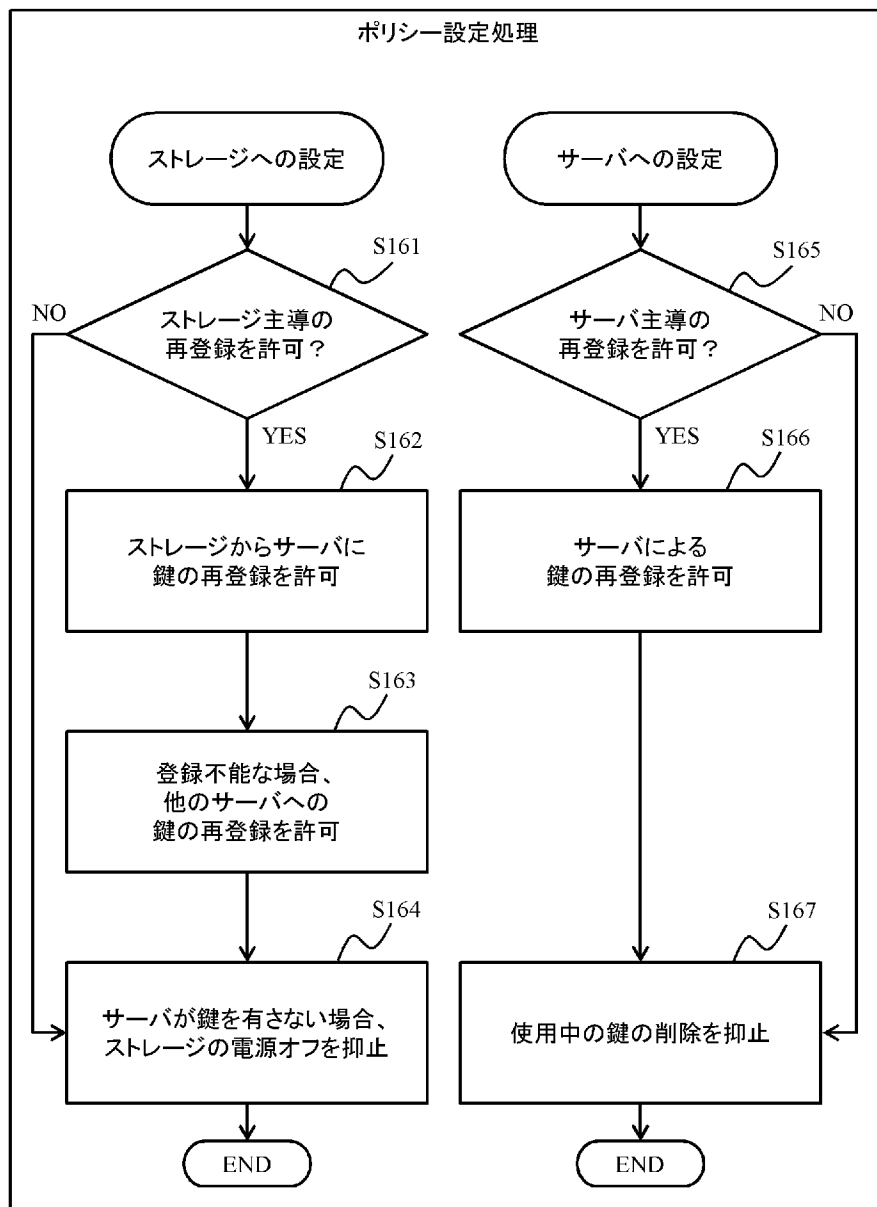 ポリシー設定処理
ストレージへの設定
S161
NO
ストレージ主導の
再登録を許可？
YES
S162
ストレージからサーバに
鍵の再登録を許可
S163
登録不能な場合、
他のサーバへの
鍵の再登録を許可
S164
サーバが鍵を有さない場合、
ストレージの電源オフを抑止
END
サーバへの設定
S165
NO
サーバ主導の
再登録を許可？
YES
S166
サーバによる
鍵の再登録を許可
S167
使用中の鍵の削除を抑止
END